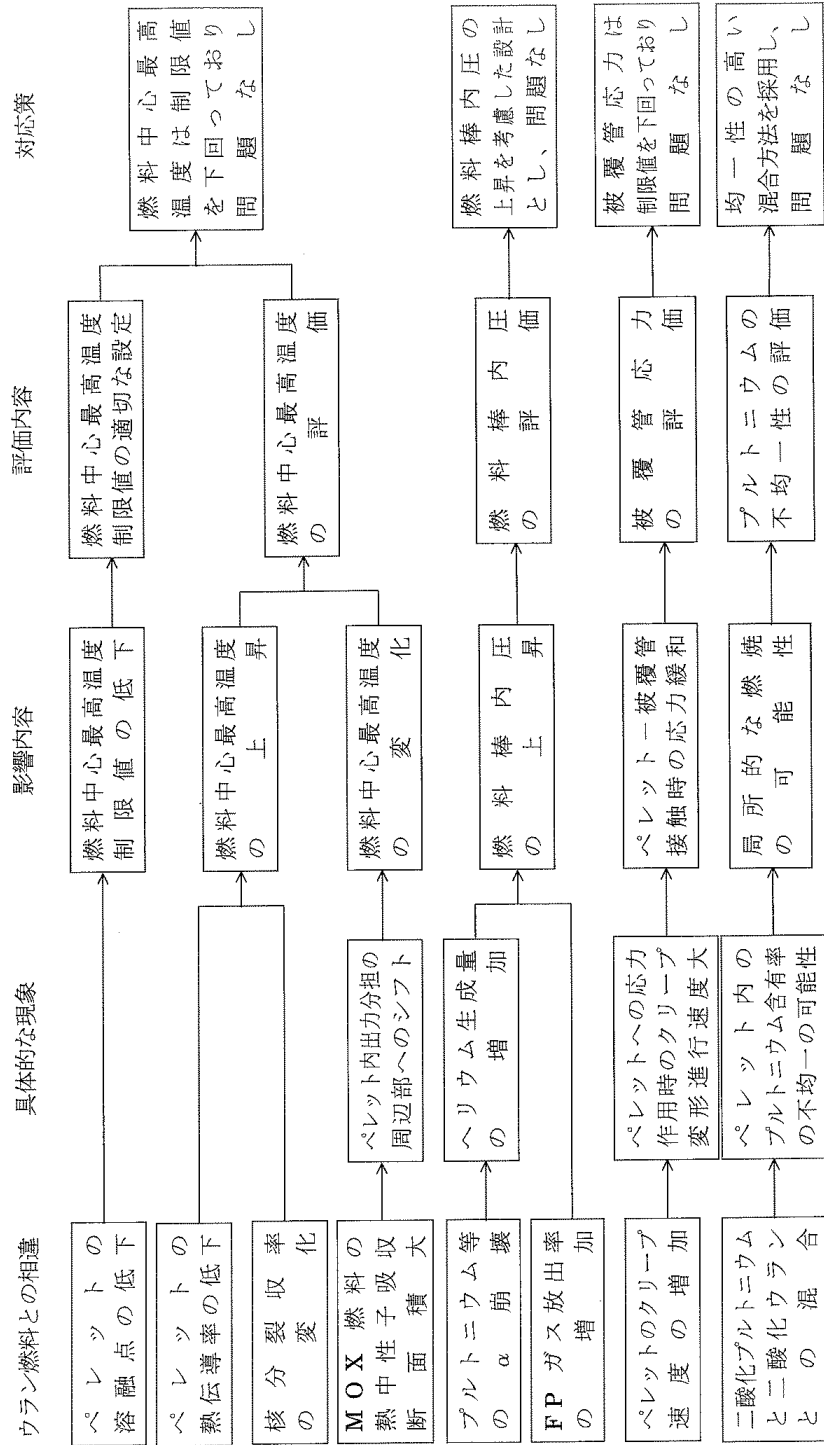 ウラン燃料との相違
具体的な現象
影響内容
評価内容
対応策
ペレットの
溶融点の低下
燃料中心最高温度
制限値の低下
燃料中心最高温度
制限値の適切な設定
燃料中心最高
温度は制限値
を下回っており
問題なし
ペレットの
熱伝導率の低下
核分裂収率
の変化
燃料中心最高温度
の上昇
燃料中心最高温度
の評価
MOX 燃料の
熱中性子吸収
断面積大
ペレット内出力分担の
周辺部へのシフト
燃料中心最高温度
の変化
プルトニウム等
のα崩壊
ヘリウム生成量
の増加
FP ガス放出率
の増加
燃料棒内圧
の上昇
燃料棒内圧
の評価
燃料棒内圧の
上昇を考慮した設計
とし、問題なし
ペレットのクリープ
速度の増加
ペレットへの応力
作用時のクリープ
変形進行速度大
ペレット－被覆管
接触時の応力緩和
被覆管応力
の評価
被覆管応力は
制限値を下回っており
問題なし
二酸化プルトニウム
と二酸化ウラン
との混合
ペレット内の
プルトニウム含有率
の不均一の可能性
局所的な燃焼
の可能性
プルトニウムの
不均一性の評価
均一性の高い
混合方法を採用し、
問題なし